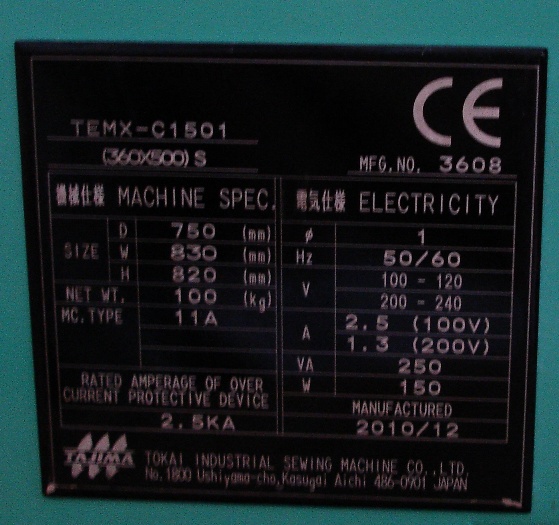 CE
TEMX-C1501
(360X500) S
MFG.NO. 3608
機械仕様 MACHINE SPEC.
SIZE
D 750 (mm)
W 830 (mm)
H 820 (mm)
NET WT. 100 (kg)
MC.TYPE 11A
RATED AMPERAGE OF OVER
CURRENT PROTECTIVE DEVICE
2.5KA
電気仕様 ELECTRICITY
ø 1
Hz 50/60
V 100 - 120
200 - 240
A 2.5 (100V)
1.3 (200V)
VA 250
W 150
MANUFACTURED
2010/12
TAJIMA
TOKAI INDUSTRIAL SEWING MACHINE CO.,LTD.
No.1800 Ushiyama-cho,Kasugai Aichi 486-0901 JAPAN